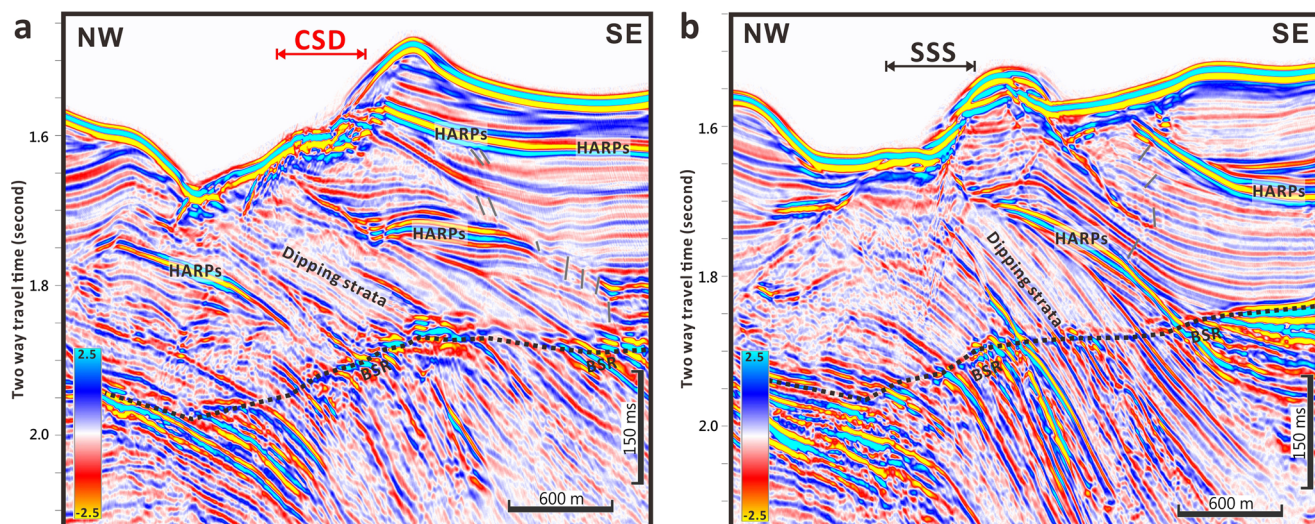 a
NW
CSD
SE
HARPs
HARPs
HARPs
HARPs
Dipping strata
BSR
BSR
Two way travel time (second)
1.6
1.8
2.0
2.5
-2.5
150 ms
600 m
b
NW
SSS
SE
HARPs
HARPs
Dipping strata
BSR
BSR
Two way travel time (second)
1.6
1.8
2.0
2.5
-2.5
150 ms
600 m